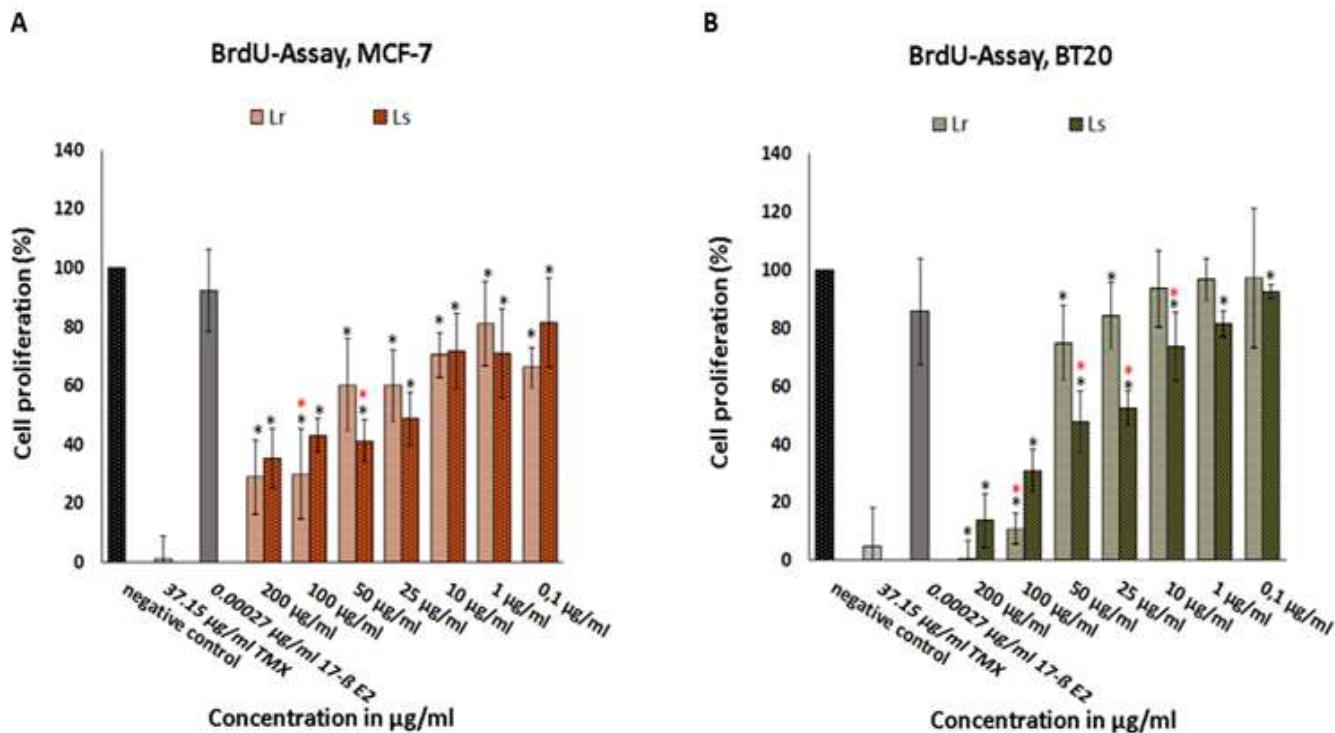 A
BrdU-Assay, MCF-7
Lr Ls
140
120
100
80
60
40
20
0
Cell proliferation (%)
* * * * * * * * * * * * * * * *
negative control
37.15 µg/ml TMX
0.00027 µg/ml 17-ß E2
200 µg/ml
100 µg/ml
50 µg/ml
25 µg/ml
10 µg/ml
1 µg/ml
0,1 µg/ml
Concentration in µg/ml
B
BrdU-Assay, BT20
Lr Ls
140
120
100
80
60
40
20
0
Cell proliferation (%)
* * * * * * * * * * * * * * * *
negative control
37.15 µg/ml TMX
0.00027 µg/ml 17-ß E2
200 µg/ml
100 µg/ml
50 µg/ml
25 µg/ml
10 µg/ml
1 µg/ml
0,1 µg/ml
Concentration in µg/ml